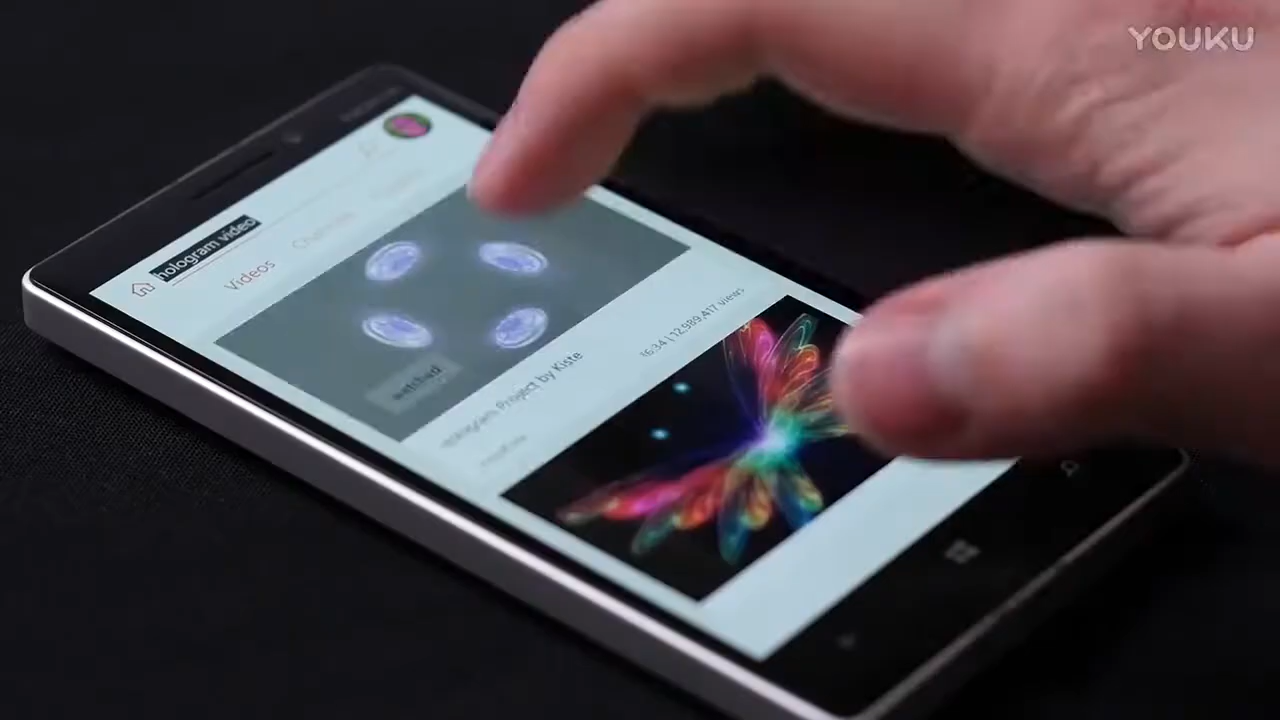 YOUKU
hologram video
Videos
Channels
watched
16:34 | 12,989,417 views
Hologram Project by Kiste